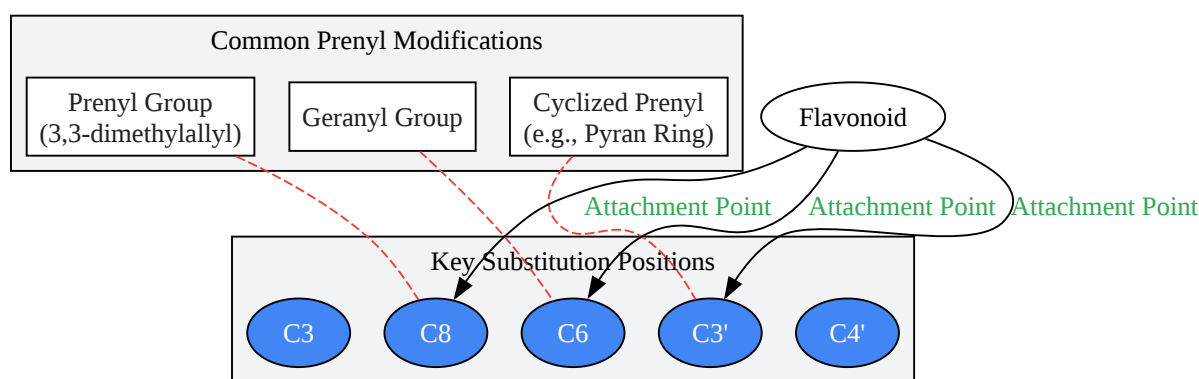 Common Prenyl Modifications
Prenyl Group
(3,3-dimethylallyl)
Geranyl Group
Cyclized Prenyl
(e.g., Pyran Ring)
Flavonoid
Attachment Point
Attachment Point
Attachment Point
Key Substitution Positions
C3
C8
C6
C3'
C4'